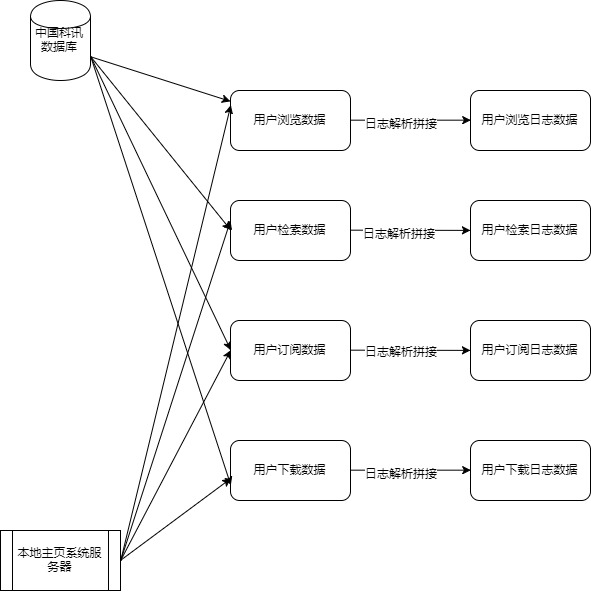 中国科讯
数据库
用户浏览数据
日志解析拼接
用户浏览日志数据
用户检索数据
日志解析拼接
用户检索日志数据
用户订阅数据
日志解析拼接
用户订阅日志数据
用户下载数据
日志解析拼接
用户下载日志数据
本地主页系统服
务器